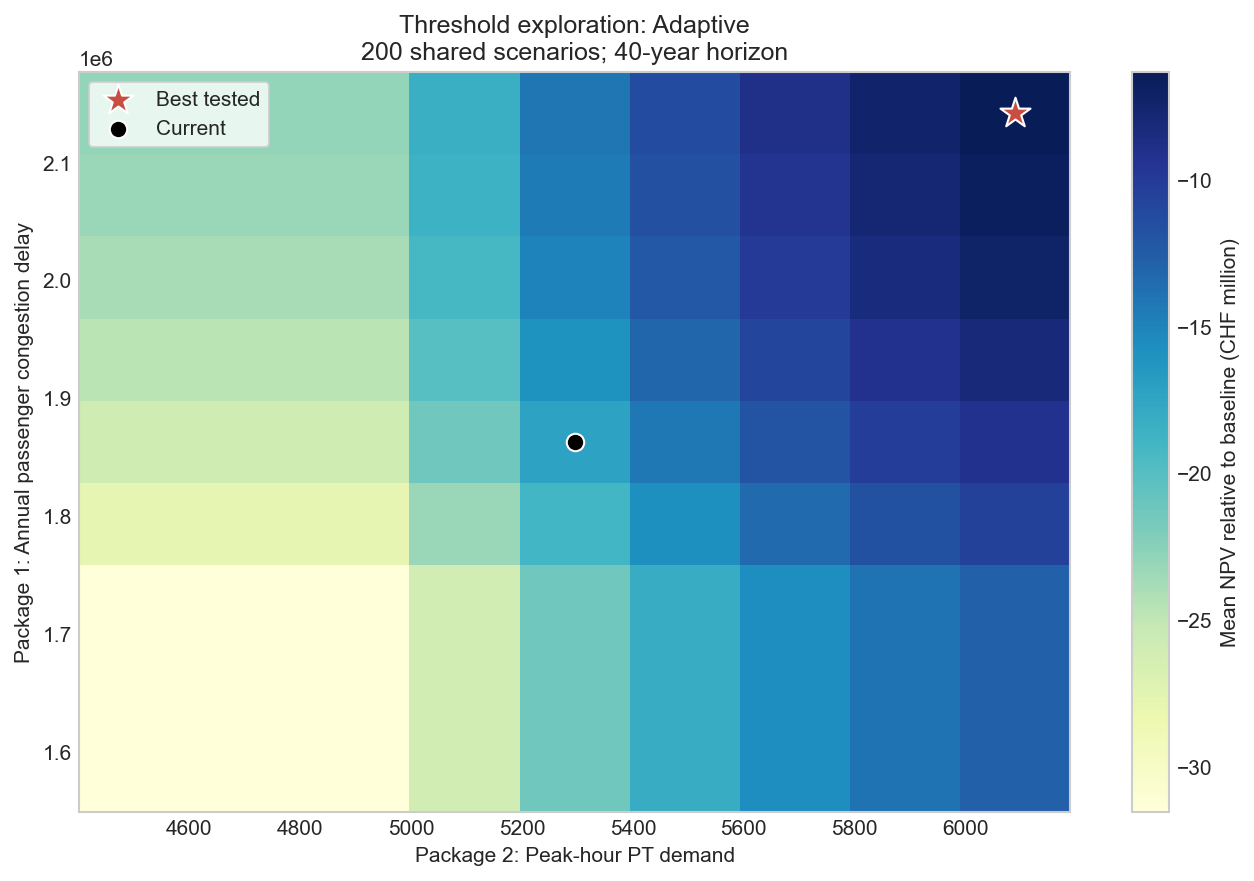 Threshold exploration: Adaptive
200 shared scenarios; 40-year horizon
1e6
Best tested
Current
2.1
2.0
1.9
1.8
1.7
1.6
Package 1: Annual passenger congestion delay
4600 4800 5000 5200 5400 5600 5800 6000
Package 2: Peak-hour PT demand
−10
−15
−20
−25
−30
Mean NPV relative to baseline (CHF million)